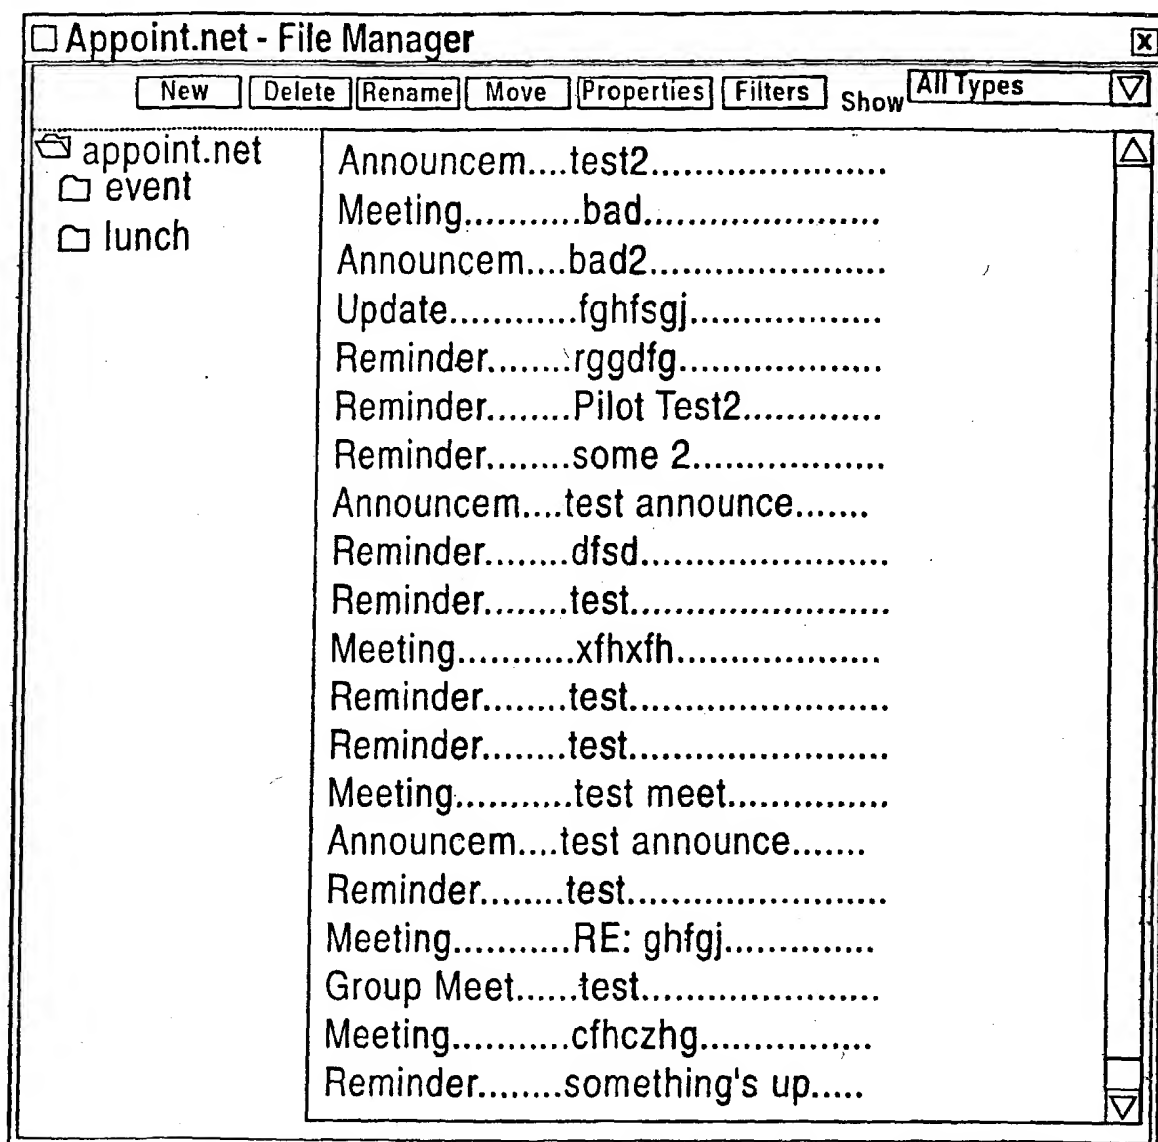 Appoint.net - File Manager X
New Delete Rename Move Properties Filters Show All Types
appoint.net
event
lunch
Announcem....test2......................
Meeting...........bad......................
Announcem....bad2......................
Update............fghfsgj..................
Reminder........rggdfg...................
Reminder........Pilot Test2.............
Reminder........some 2..................
Announcem....test announce.......
Reminder........dfsd.......................
Reminder........test........................
Meeting...........xfhxfh...................
Reminder........test........................
Reminder........test........................
Meeting...........test meet...............
Announcem....test announce.......
Reminder........test........................
Meeting...........RE: ghfgj..............
Group Meet......test......................
Meeting...........cfhczhg................
Reminder........something's up.....